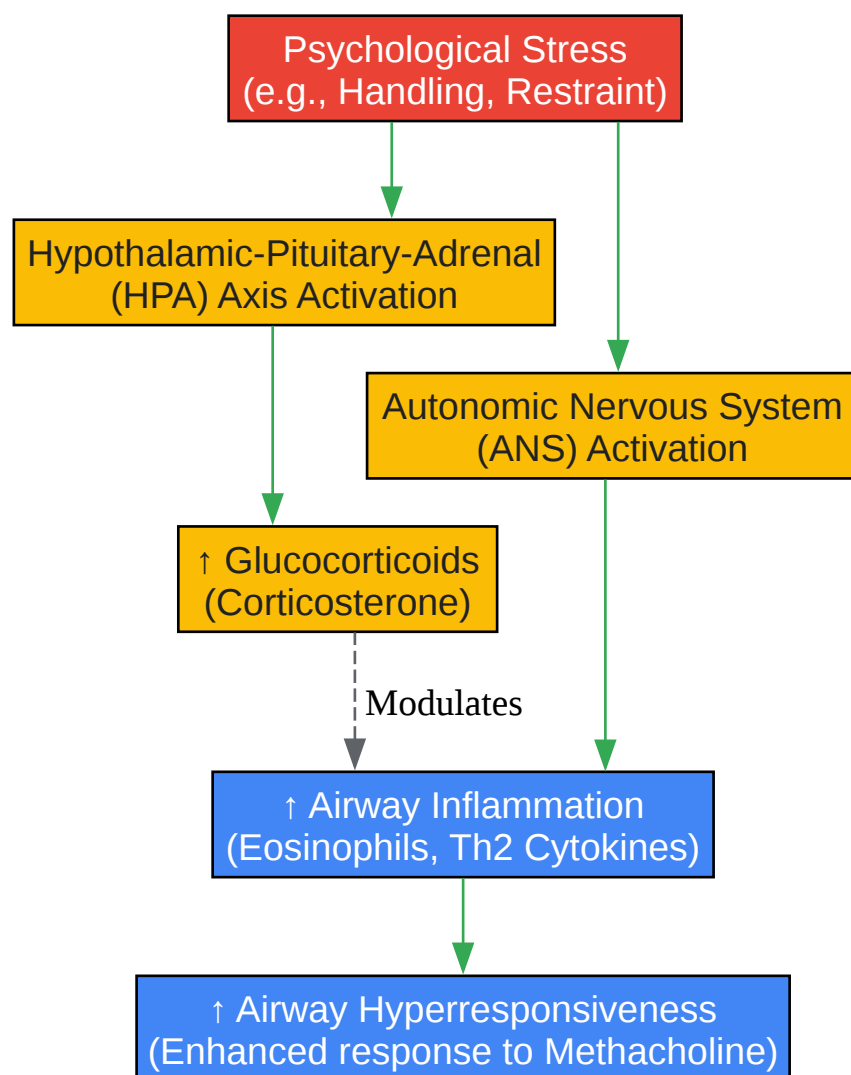 Psychological Stress
(e.g., Handling, Restraint)
Hypothalamic-Pituitary-Adrenal
(HPA) Axis Activation
Autonomic Nervous System
(ANS) Activation
↑ Glucocorticoids
(Corticosterone)
Modulates
↑ Airway Inflammation
(Eosinophils, Th2 Cytokines)
↑ Airway Hyperresponsiveness
(Enhanced response to Methacholine)